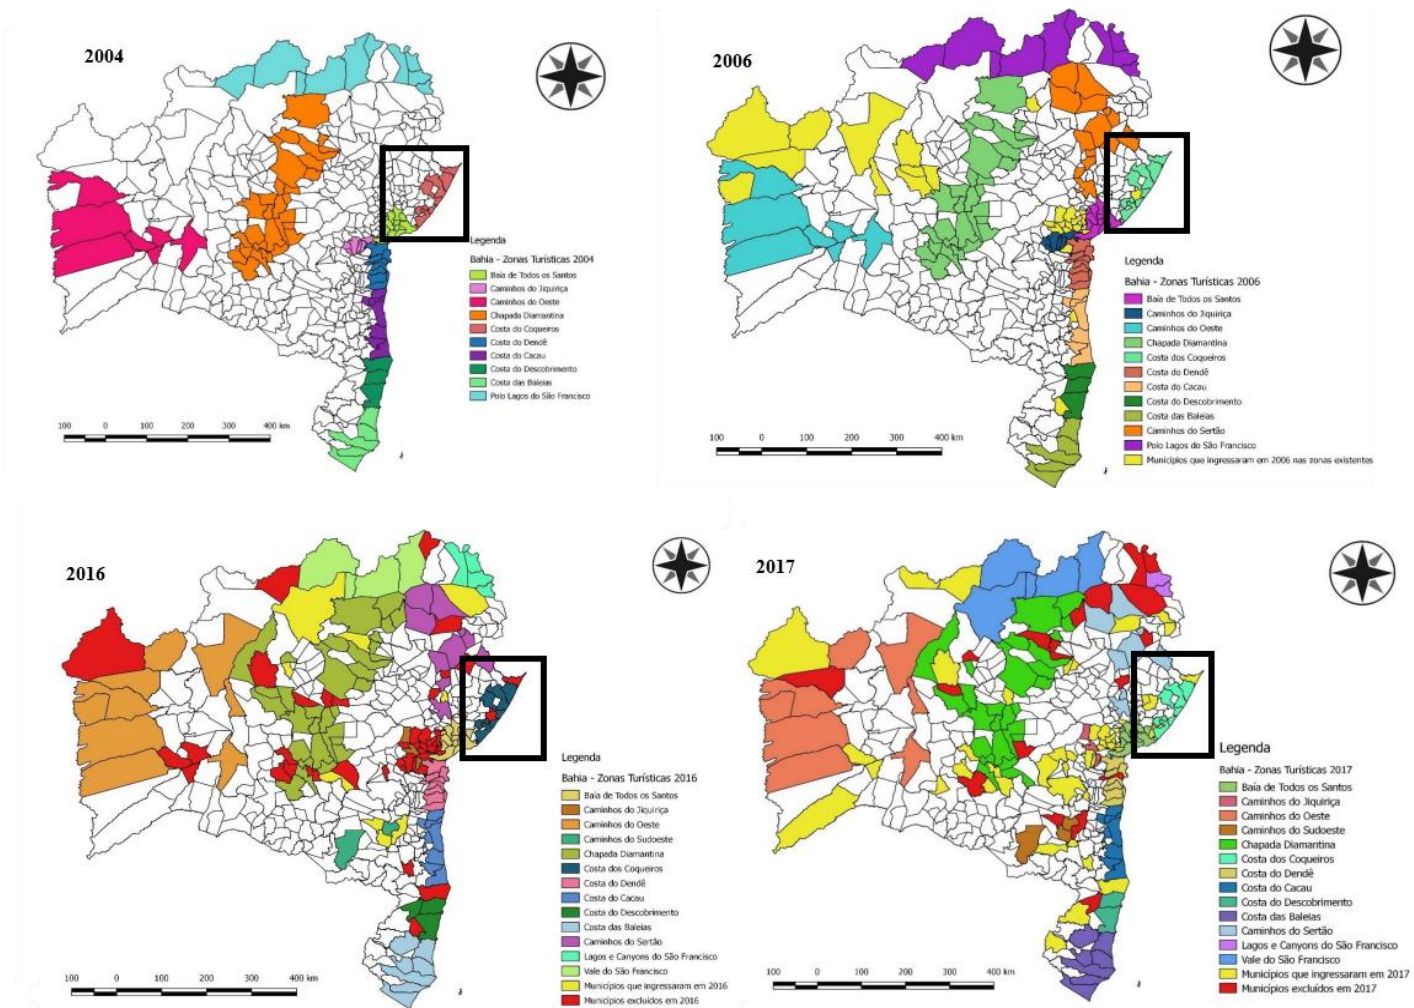 2004
Legenda
Bahia - Zonas Turísticas 2004
Baia de Todos os Santos
Caminhos do Jiquiriça
Caminhos do Oeste
Chapada Diamantina
Costa do Coqueiros
Costa do Dendê
Costa do Cacau
Costa do Descobrimento
Costa das Baleias
Polo Lagos do São Francisco
100 0 100 200 300 400 km
2006
Legenda
Bahia - Zonas Turísticas 2006
Baía de Todos os Santos
Caminhos do Jiquiriça
Caminhos do Oeste
Chapada Diamantina
Costa dos Coqueiros
Costa do Dendê
Costa do Cacau
Costa do Descobrimento
Costa das Baleias
Caminhos do Sertão
Polo Lagos do São Francisco
Municípios que ingressaram em 2006 nas zonas existentes
100 0 100 200 300 400 km
2016
Legenda
Bahia - Zonas Turísticas 2016
Baía de Todos os Santos
Caminhos do Jiquiriça
Caminhos do Oeste
Caminhos do Sudoeste
Chapada Diamantina
Costa dos Coqueiros
Costa do Dendê
Costa do Cacau
Costa do Descobrimento
Costa das Baleias
Caminhos do Sertão
Lagos e Canyons do São Francisco
Vale do São Francisco
Municípios que ingressaram em 2016
Municípios excluídos em 2016
100 0 100 200 300 400 km
2017
Legenda
Bahia - Zonas Turísticas 2017
Baía de Todos os Santos
Caminhos do Jiquiriça
Caminhos do Oeste
Caminhos do Sudoeste
Chapada Diamantina
Costa dos Coqueiros
Costa do Dendê
Costa do Cacau
Costa do Descobrimento
Costa das Baleias
Caminhos do Sertão
Lagos e Canyons do São Francisco
Vale do São Francisco
Municípios que ingressaram em 2017
Municípios excluídos em 2017
100 0 100 200 300 400 km